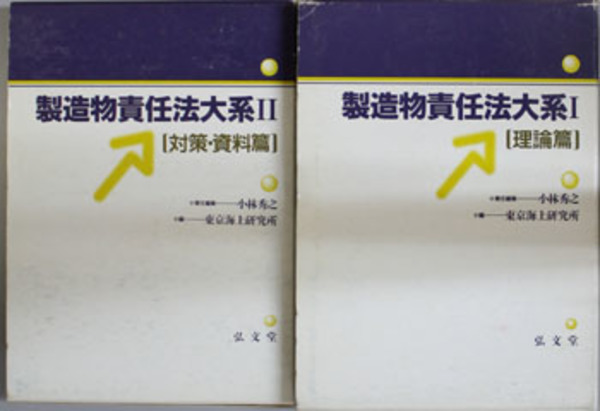 製造物責任法大系II
[対策・資料篇]
小林秀之
東京海上研究所
弘文堂
製造物責任法大系I
[理論篇]
小林秀之
東京海上研究所
弘文堂